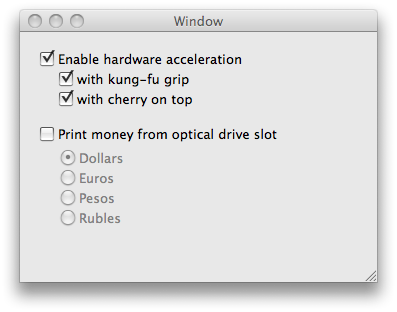 Window
Enable hardware acceleration
with kung-fu grip
with cherry on top
Print money from optical drive slot
Dollars
Euros
Pesos
Rubles